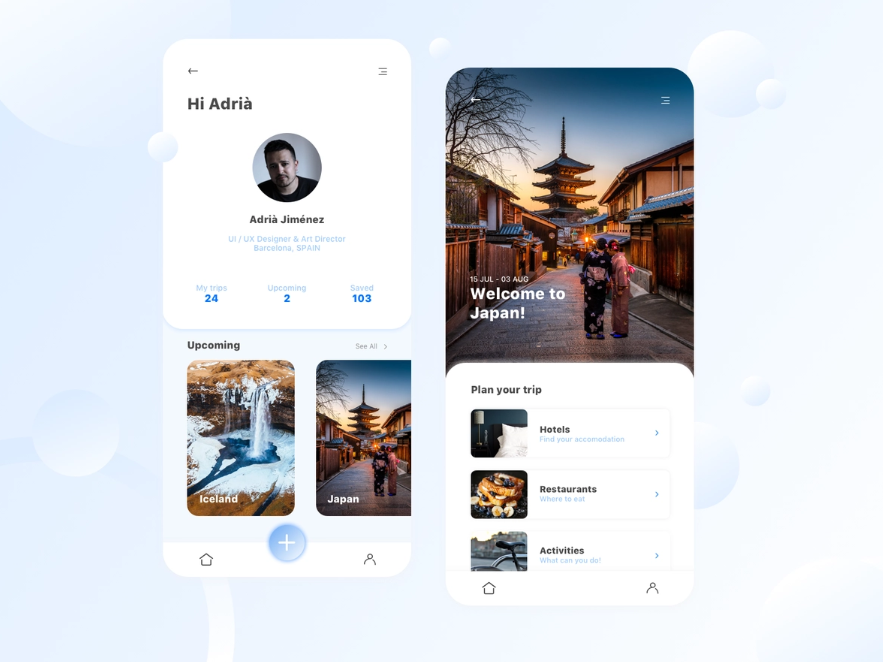 Hi Adrià
Adrià Jiménez
UI / UX Designer & Art Director
Barcelona, SPAIN
My trips
24
Upcoming
2
Saved
103
Upcoming
See All
Iceland
Japan
15 JUL - 03 AUG
Welcome to
Japan!
Plan your trip
Hotels
Find your accomodation
Restaurants
Where to eat
Activities
What can you do!